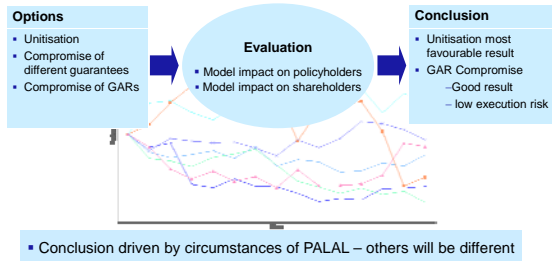 Options
▪ Unitisation
▪ Compromise of
different guarantees
▪ Compromise of GARs
Evaluation
▪ Model impact on policyholders
▪ Model impact on shareholders
Conclusion
▪ Unitisation most
favourable result
▪ GAR Compromise
–Good result
– low execution risk
▪ Conclusion driven by circumstances of PALAL – others will be different